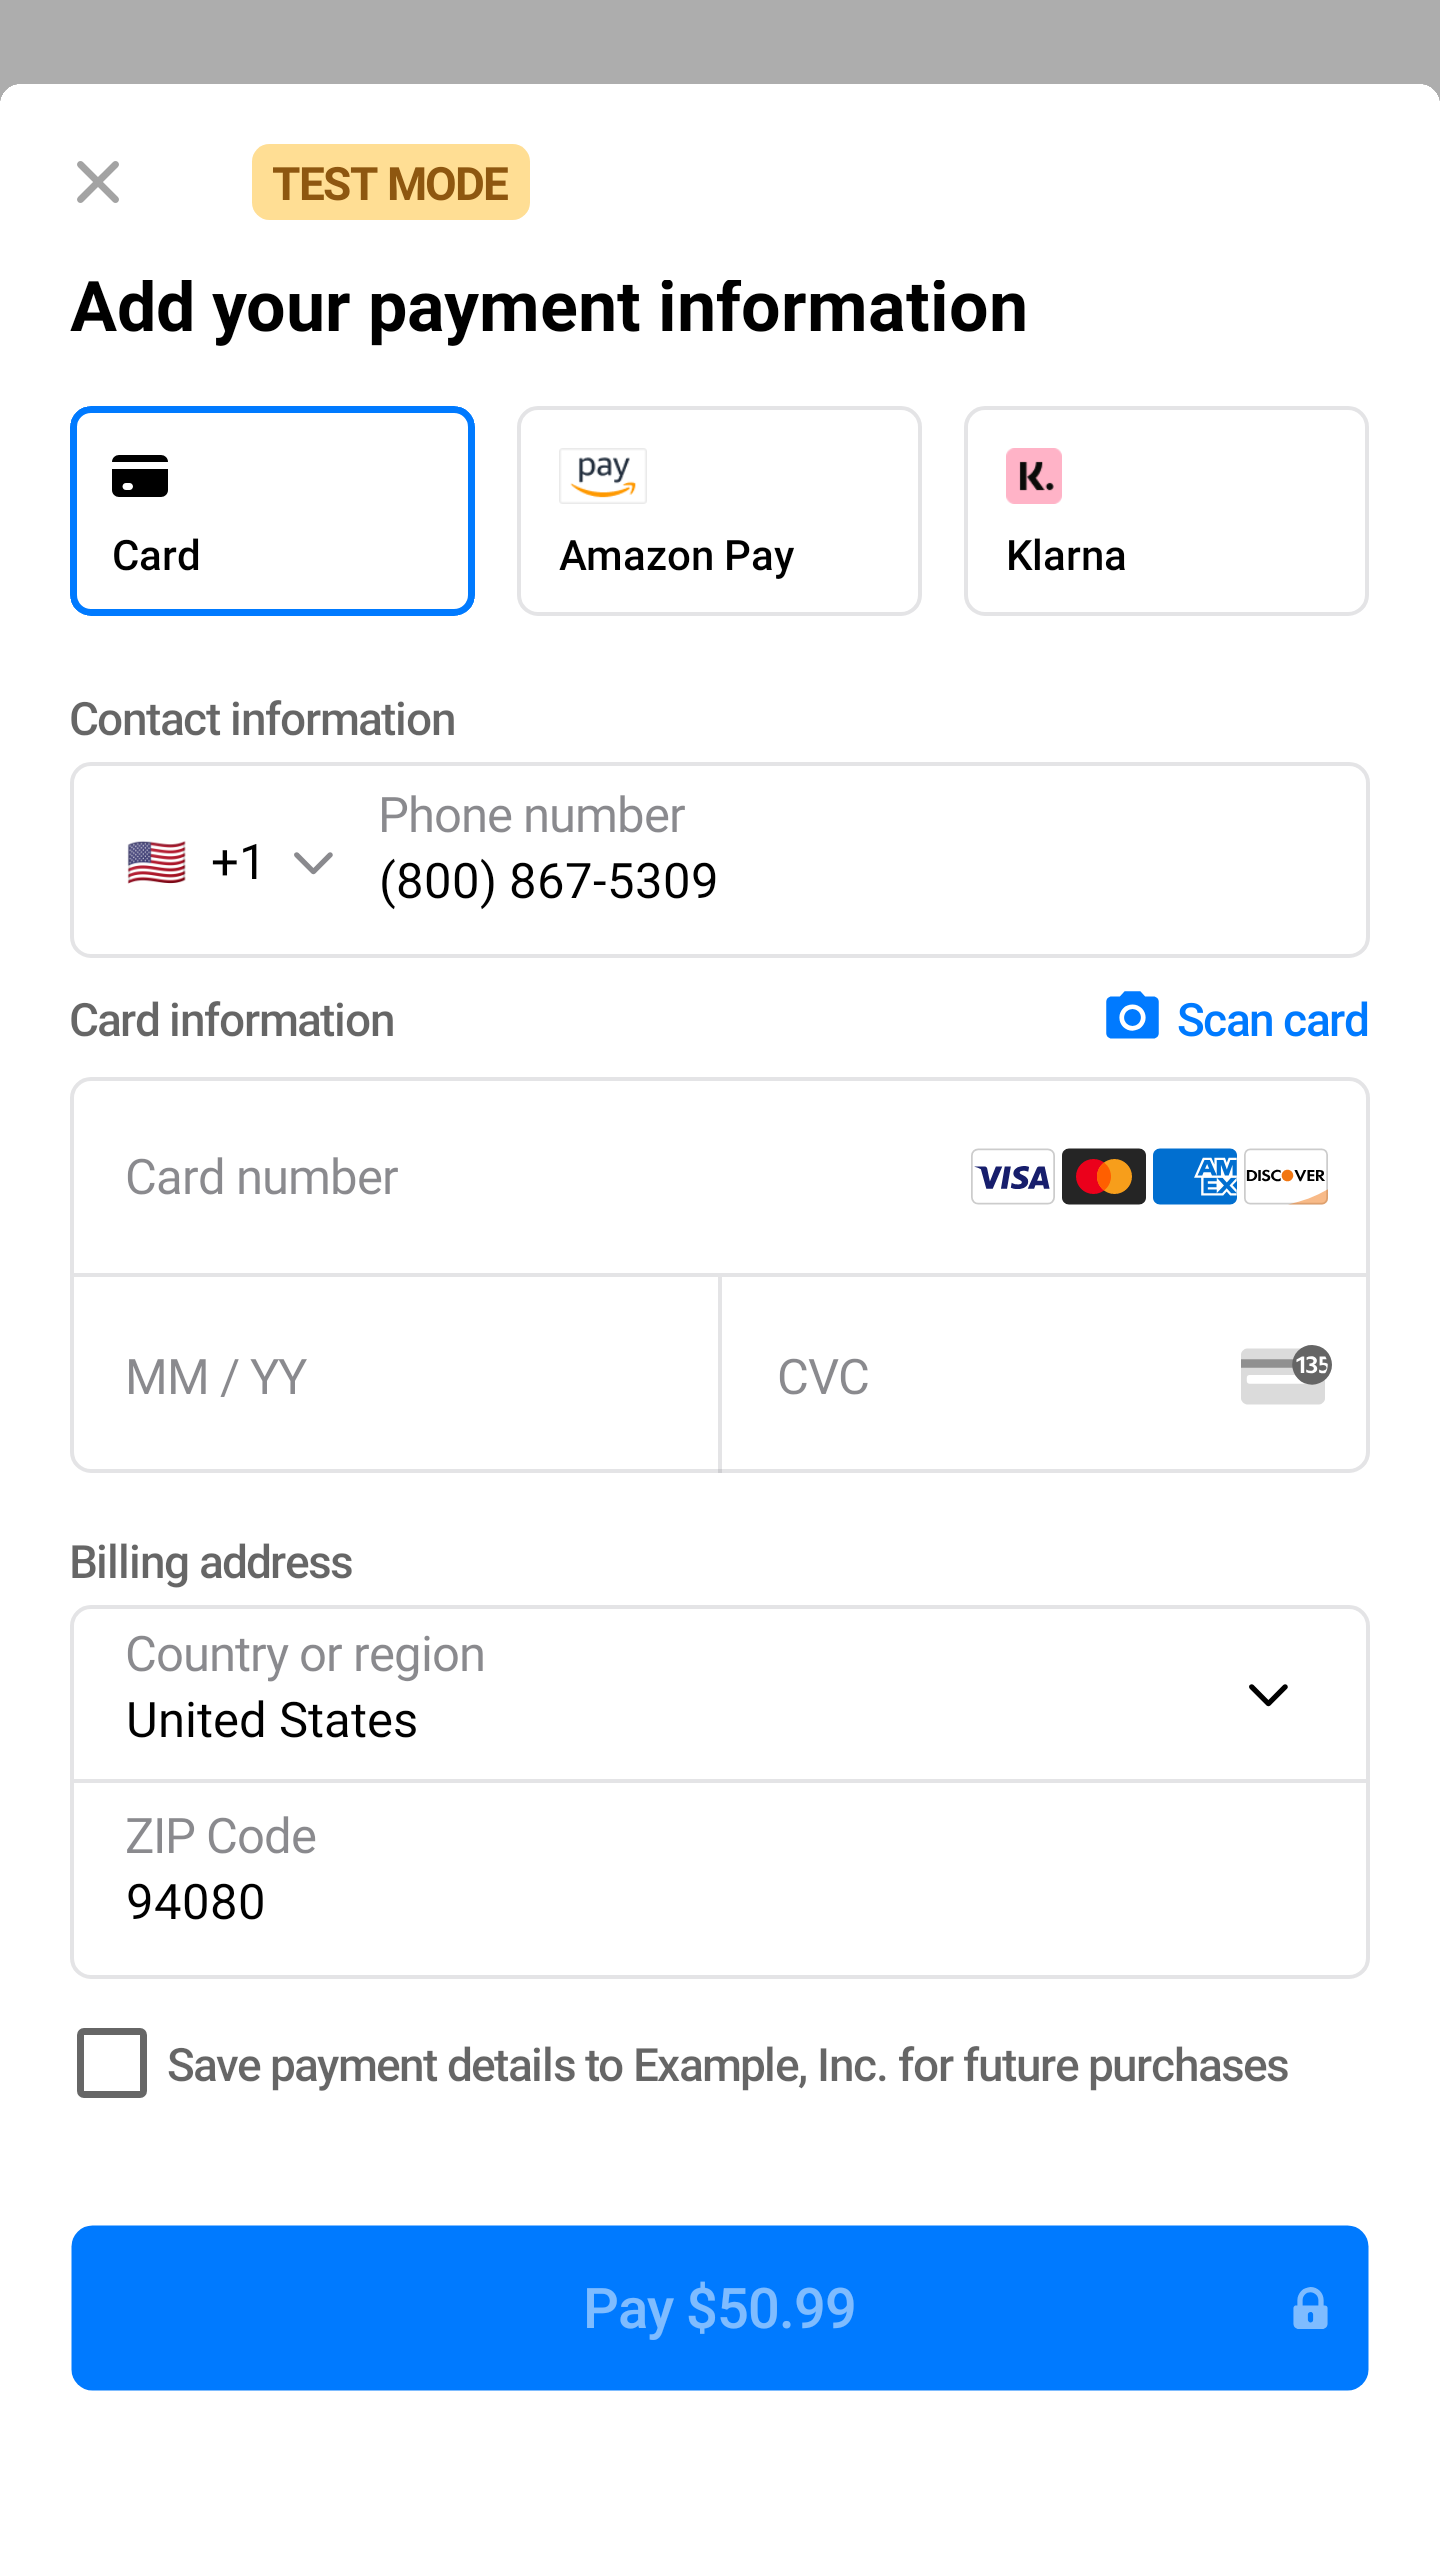 TEST MODE
Add your payment information
pay
K.
Card
Amazon Pay
Klarna
Contact information
Phone number
+1
(800) 867-5309
Card information
Scan card
Card number
VISA
AM
EX
DISCOVER
MM / YY
CVC
135
Billing address
Country or region
United States
ZIP Code
94080
Save payment details to Example, Inc. for future purchases
Pay $50.99